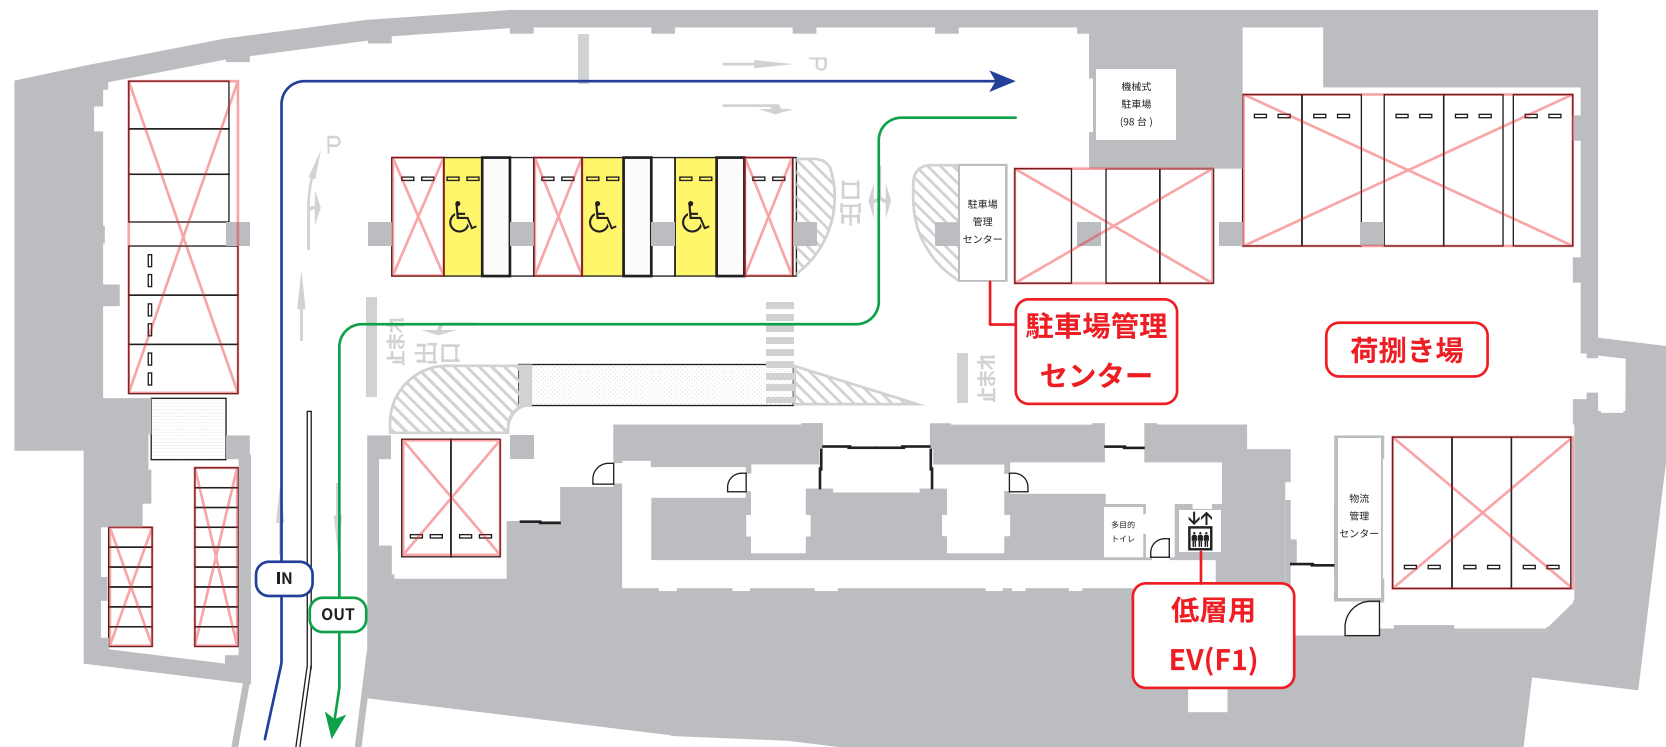 P
機械式
駐車場
(98 台 )
P
出口
駐車場
管理
センター
駐車場管理
センター
荷捌き場
止まれ
出口
止まれ
物流
管理
センター
多目的
トイレ
IN
OUT
低層用
EV(F1)